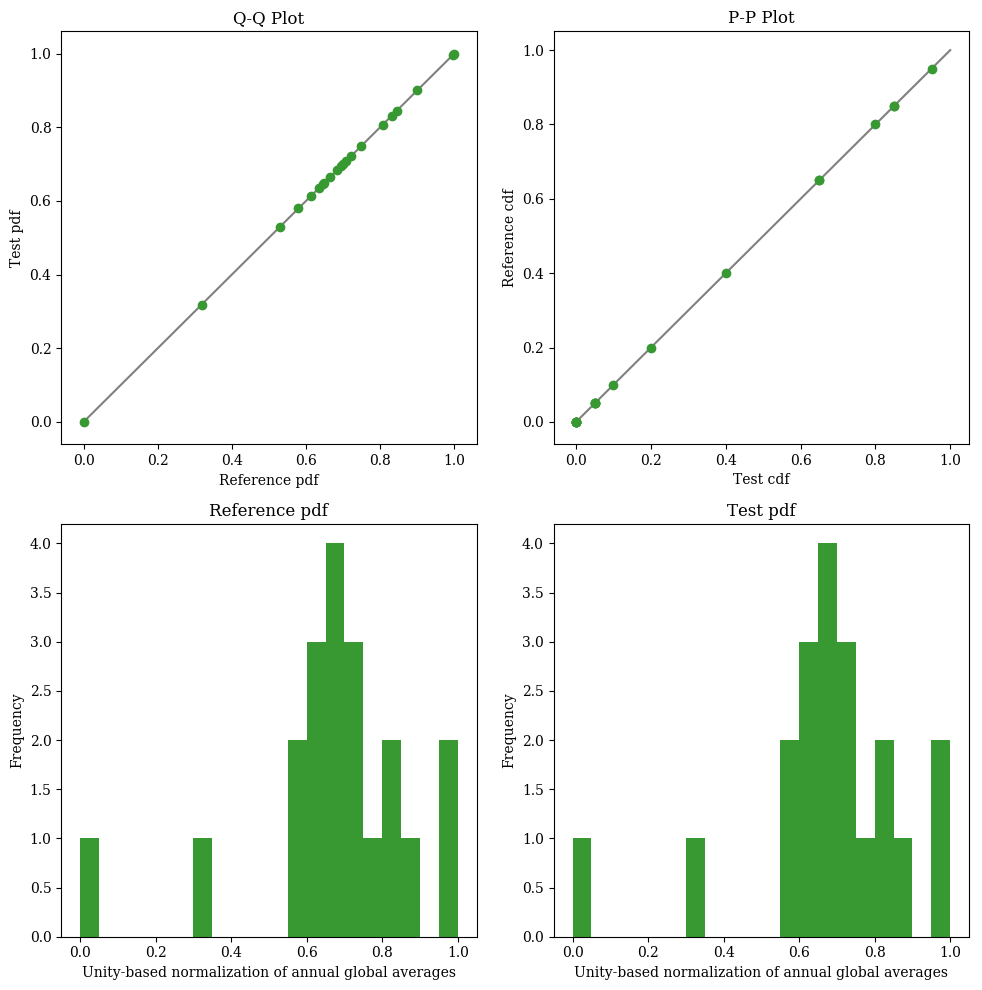 Q-Q Plot
Test pdf
1.0
0.8
0.6
0.4
0.2
0.0
0.0 0.2 0.4 0.6 0.8 1.0
Reference pdf
P-P Plot
Reference cdf
1.0
0.8
0.6
0.4
0.2
0.0
0.0 0.2 0.4 0.6 0.8 1.0
Test cdf
Reference pdf
Frequency
4.0
3.5
3.0
2.5
2.0
1.5
1.0
0.5
0.0
0.0 0.2 0.4 0.6 0.8 1.0
Unity-based normalization of annual global averages
Test pdf
Frequency
4.0
3.5
3.0
2.5
2.0
1.5
1.0
0.5
0.0
0.0 0.2 0.4 0.6 0.8 1.0
Unity-based normalization of annual global averages